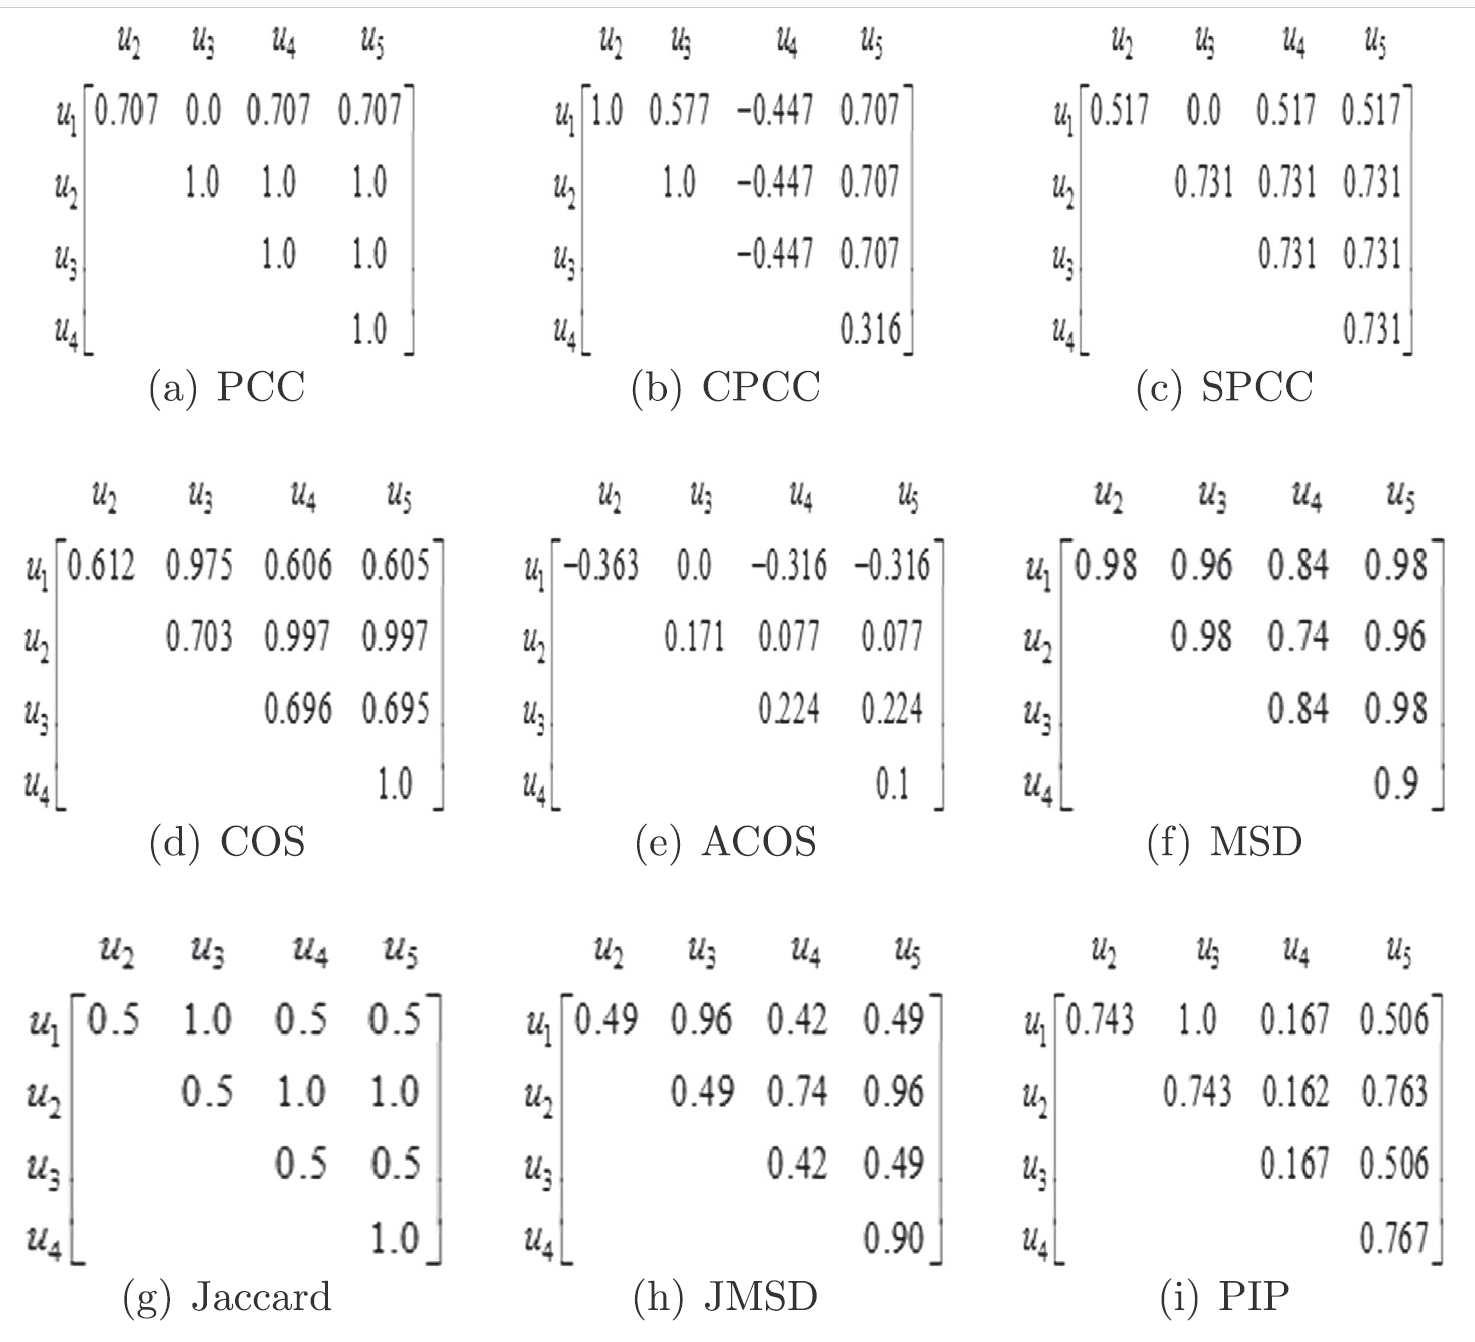 u2 u3 u4 u5
u1 0.707 0.0 0.707 0.707
u2 1.0 1.0 1.0
u3 1.0 1.0
u4 1.0
(a) PCC
u2 u3 u4 u5
u1 1.0 0.577 −0.447 0.707
u2 1.0 −0.447 0.707
u3 −0.447 0.707
u4 0.316
(b) CPCC
u2 u3 u4 u5
u1 0.517 0.0 0.517 0.517
u2 0.731 0.731 0.731
u3 0.731 0.731
u4 0.731
(c) SPCC
u2 u3 u4 u5
u1 0.612 0.975 0.606 0.605
u2 0.703 0.997 0.997
u3 0.696 0.695
u4 1.0
(d) COS
u2 u3 u4 u5
u1 −0.363 0.0 −0.316 −0.316
u2 0.171 0.077 0.077
u3 0.224 0.224
u4 0.1
(e) ACOS
u2 u3 u4 u5
u1 0.98 0.96 0.84 0.98
u2 0.98 0.74 0.96
u3 0.84 0.98
u4 0.9
(f) MSD
u2 u3 u4 u5
u1 0.5 1.0 0.5 0.5
u2 0.5 1.0 1.0
u3 0.5 0.5
u4 1.0
(g) Jaccard
u2 u3 u4 u5
u1 0.49 0.96 0.42 0.49
u2 0.49 0.74 0.96
u3 0.42 0.49
u4 0.90
(h) JMSD
u2 u3 u4 u5
u1 0.743 1.0 0.167 0.506
u2 0.743 0.162 0.763
u3 0.167 0.506
u4 0.767
(i) PIP